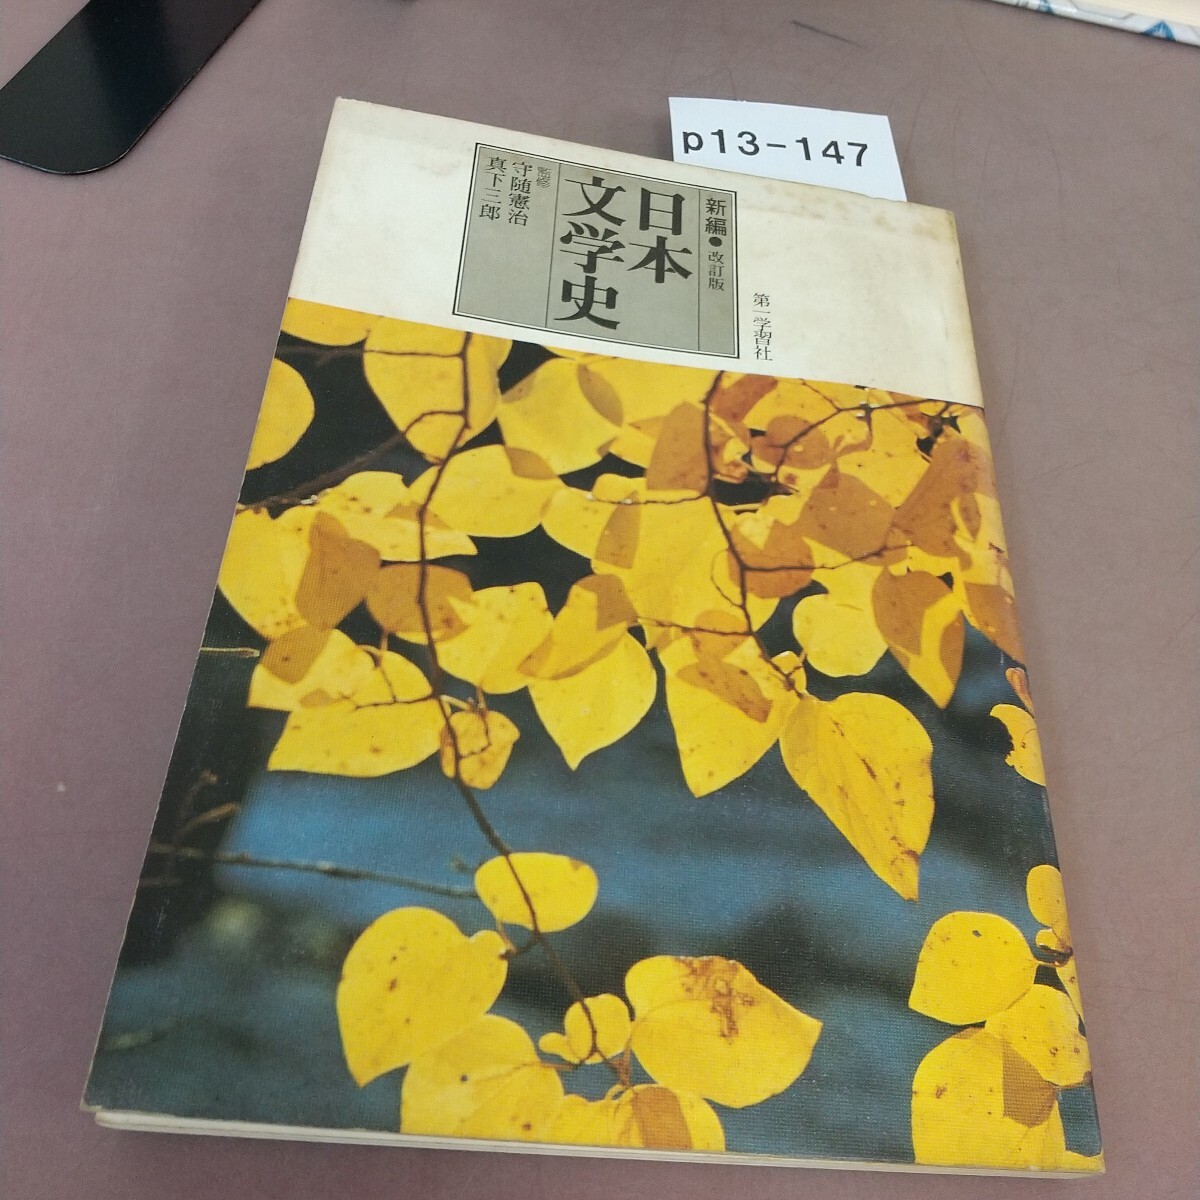 p13-147
新編●改訂版
日本
文学史
監修
守随憲治
真下三郎
第一学習社